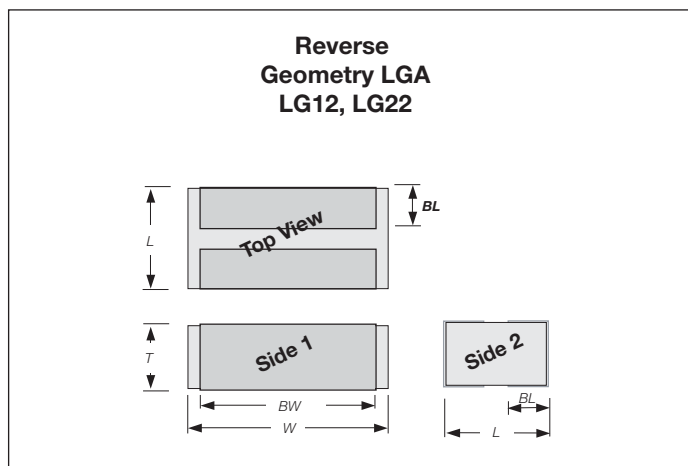 Reverse
Geometry LGA
LG12, LG22
BL
L
Top View
T
Side 1
Side 2
BW
BL
W
L